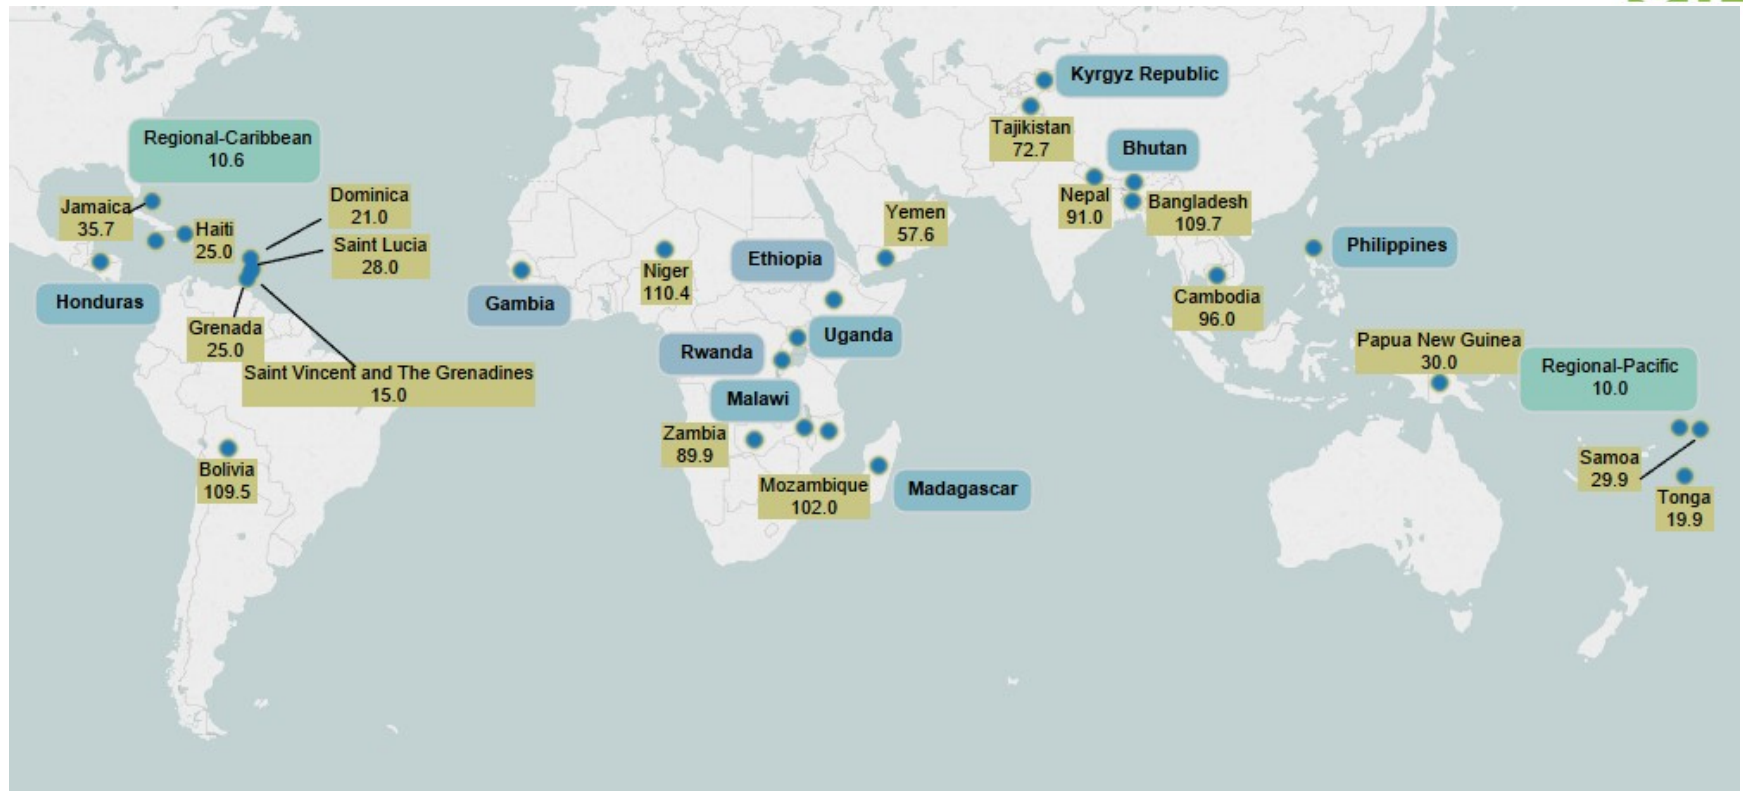 Kyrgyz Republic
Tajikistan
72.7
Bhutan
Regional-Caribbean
10.6
Dominica
21.0
Jamaica
35.7
Haiti
25.0
Saint Lucia
28.0
Honduras
Grenada
25.0
Saint Vincent and The Grenadines
15.0
Bolivia
109.5
Gambia
Niger
110.4
Ethiopia
Yemen
57.6
Nepal
91.0
Bangladesh
109.7
Philippines
Cambodia
96.0
Rwanda
Uganda
Malawi
Zambia
89.9
Mozambique
102.0
Madagascar
Papua New Guinea
30.0
Regional-Pacific
10.0
Samoa
29.9
Tonga
19.9